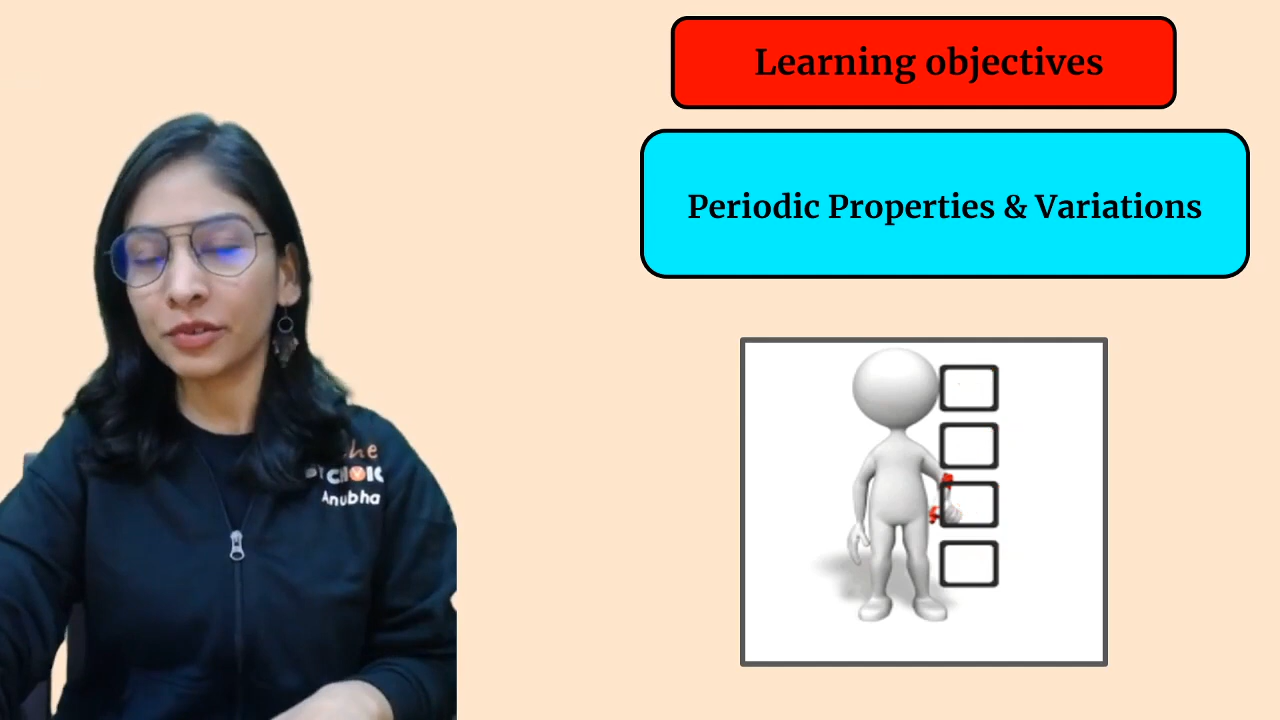 Learning objectives
Periodic Properties & Variations
Anubha